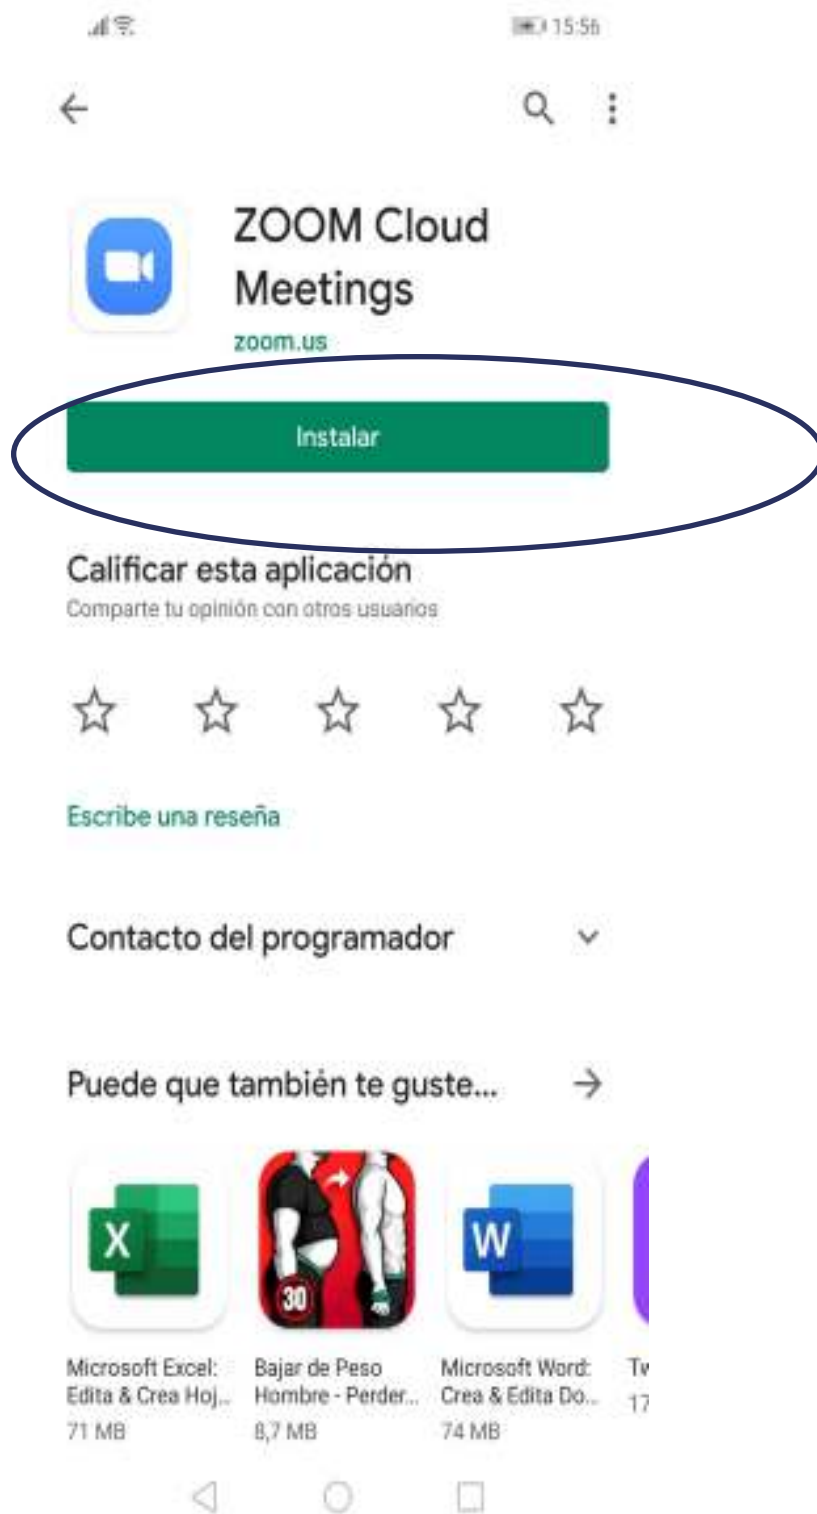 15:56
ZOOM Cloud
Meetings
zoom.us
Instalar
Calificar esta aplicación
Comparte tu opinión con otros usuarios
Escribe una reseña
Contacto del programador
Puede que también te guste...
X
30
W
Microsoft Excel:
Edita & Crea Hoj...
71 MB
Bajar de Peso
Hombre - Perder...
8,7 MB
Microsoft Word:
Crea & Edita Do...
74 MB
Tw
17